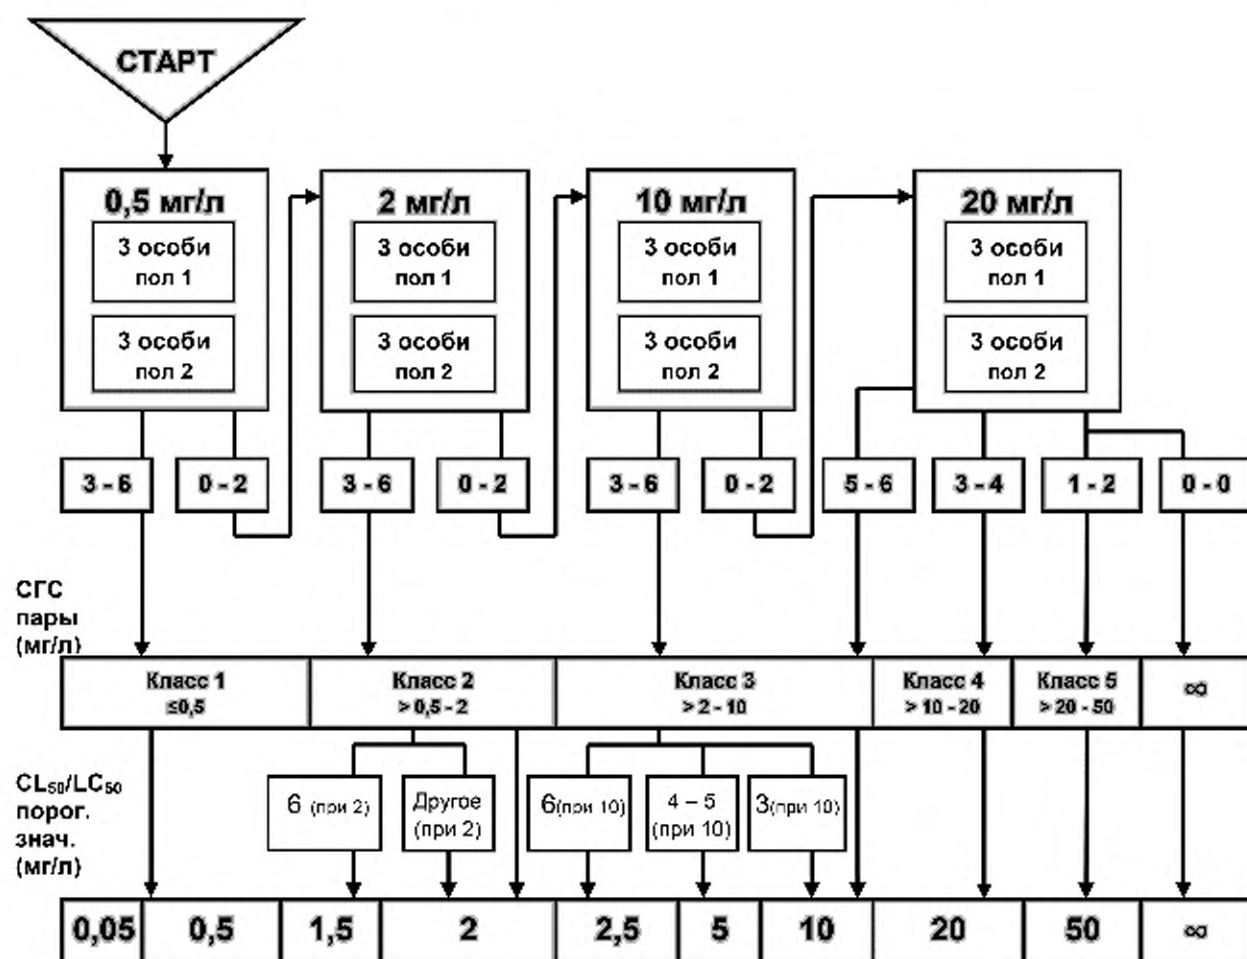 СТАРТ
0,5 мг/л
2 мг/л
10 мг/л
20 мг/л
3 особи
пол 1
3 особи
пол 1
3 особи
пол 1
3 особи
пол 1
3 особи
пол 2
3 особи
пол 2
3 особи
пол 2
3 особи
пол 2
3 - 6
0 - 2
3 - 6
0 - 2
3 - 6
0 - 2
5 - 6
3 - 4
1 - 2
0 - 0
СГС
пары
(мг/л)
Класс 1
≤0,5
Класс 2
> 0,5 - 2
Класс 3
> 2 - 10
Класс 4
> 10 - 20
Класс 5
> 20 - 50
∞
CL₅₀/LC₅₀
порог.
знач.
(мг/л)
6 (при 2)
Другое
(при 2)
6(при 10)
4 – 5
(при 10)
3(при 10)
0,05
0,5
1,5
2
2,5
5
10
20
50
∞